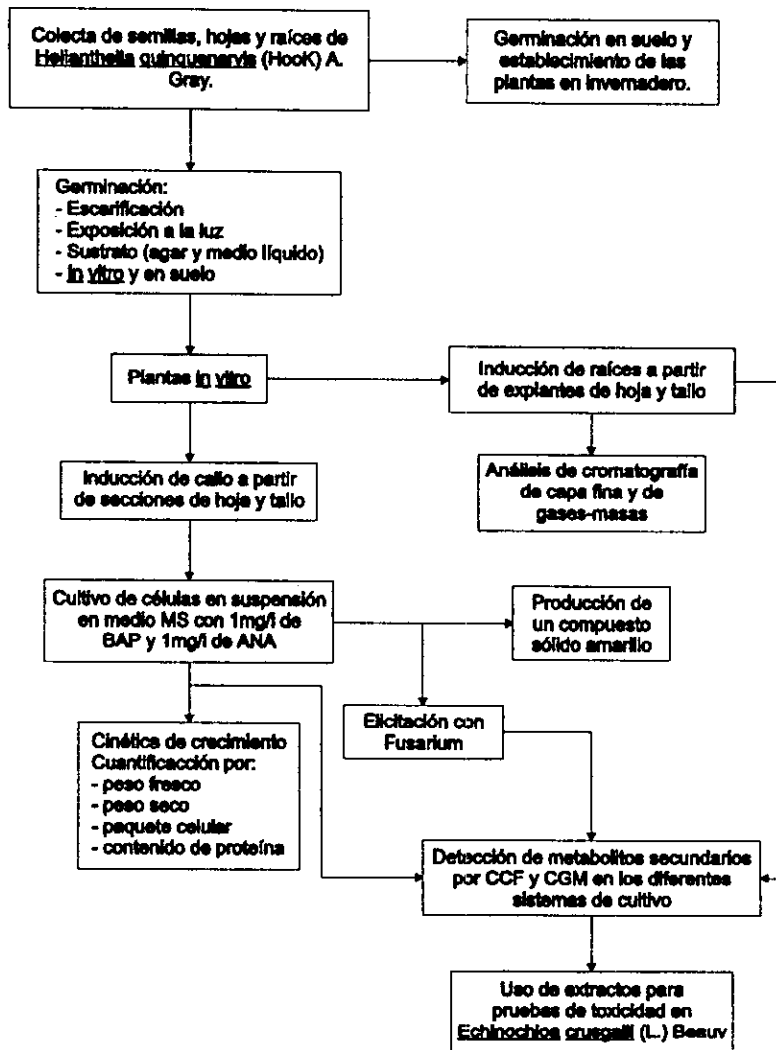 Colecta de semillas, hojas y raíces de
Helianthella quinquenervis (HooK) A.
Gray.
Germinación en suelo y
establecimiento de las
plantas en invernadero.
Germinación:
- Escarificación
- Exposición a la luz
- Sustrato (agar y medio líquido)
- In vitro y en suelo
Plantas in vitro
Inducción de raíces a partir
de explantes de hoja y tallo
Inducción de callo a partir
de secciones de hoja y tallo
Análisis de cromatografía
de capa fina y de
gases-masas
Cultivo de células en suspensión
en medio MS con 1mg/l de
BAP y 1mg/l de ANA
Producción de
un compuesto
sólido amarillo
Elicitación con
Fusarium
Cinética de crecimiento
Cuantificacción por:
- peso fresco
- peso seco
- paquete celular
- contenido de proteína
Detección de metabolitos secundarios
por CCF y CGM en los diferentes
sistemas de cultivo
Uso de extractos para
pruebas de toxicidad en
Echinochloa crusgalli (L.) Beauv